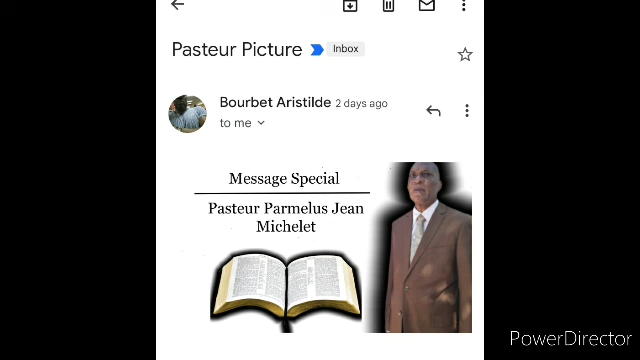 Pasteur Picture Inbox
Bourbet Aristilde 2 days ago
to me
Message Special
Pasteur Parmelus Jean
Michelet
PowerDirector